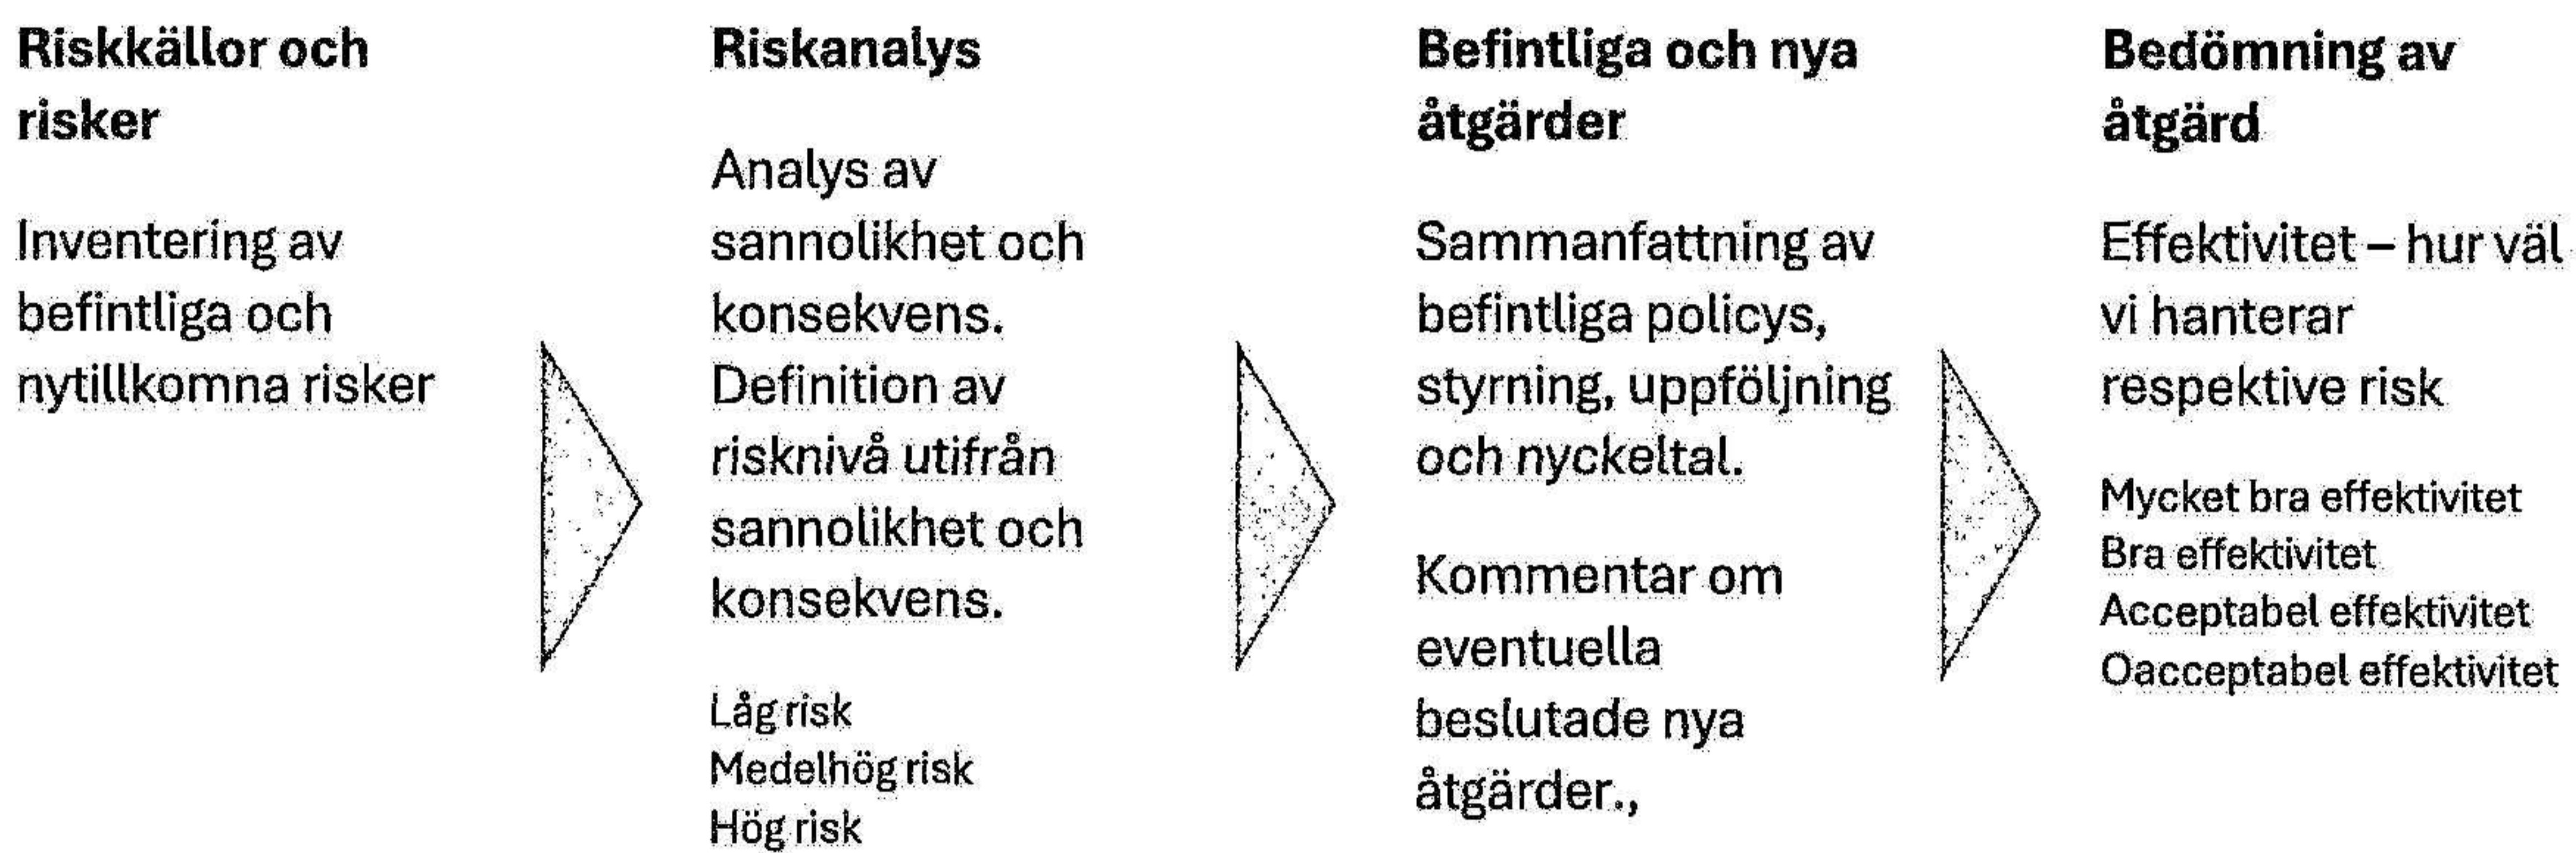 Riskkällor och
risker
Inventering av
befintliga och
nytillkomna risker
Riskanalys
Analys av
sannolikhet och
konsekvens.
Definition av
risknivå utifrån
sannolikhet och
konsekvens.
Låg risk
Medelhög risk
Hög risk
Befintliga och nya
åtgärder
Sammanfattning av
befintliga policys,
styrning, uppföljning
och nyckeltal.
Kommentar om
eventuella
beslutade nya
åtgärder.,
Bedömning av
åtgärd
Effektivitet – hur väl
vi hanterar
respektive risk
Mycket bra effektivitet
Bra effektivitet
Acceptabel effektivitet
Oacceptabel effektivitet